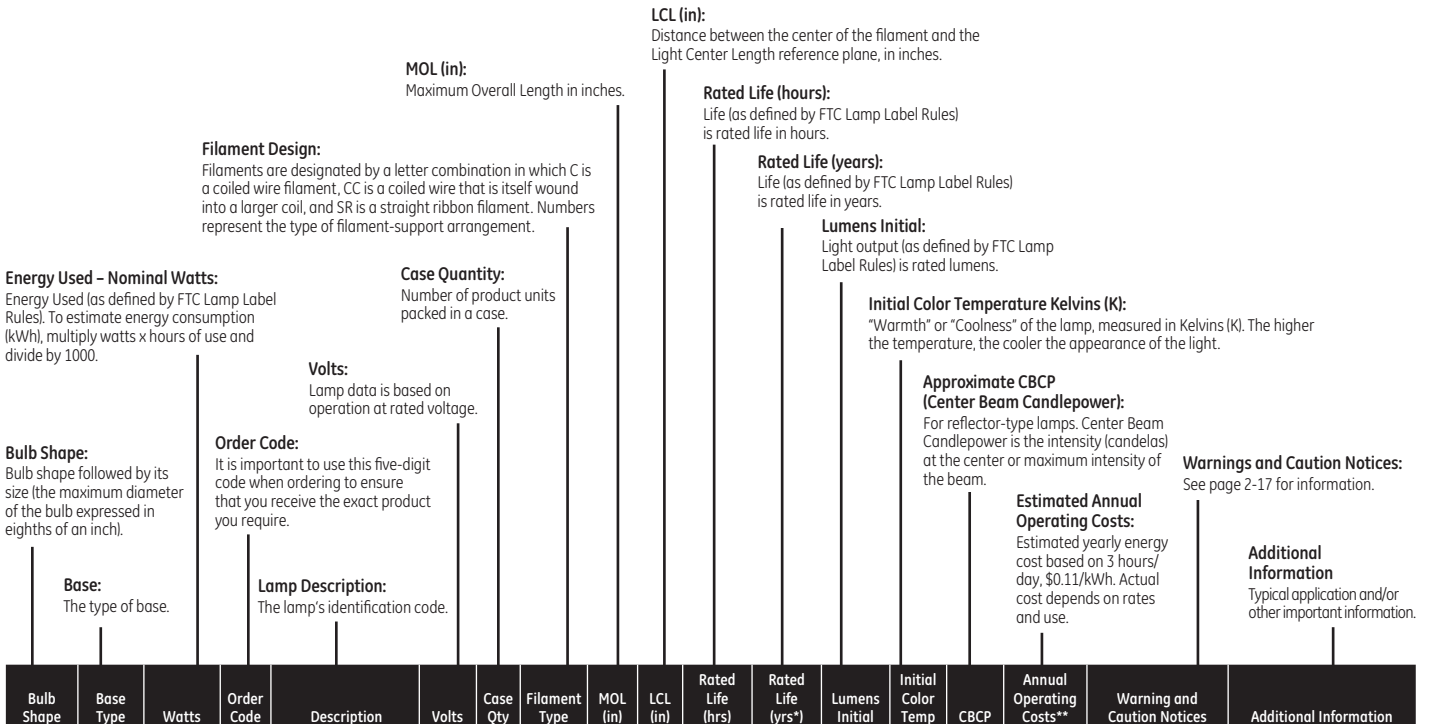 LCL (in):
Distance between the center of the filament and the
Light Center Length reference plane, in inches.
MOL (in):
Maximum Overall Length in inches.
Rated Life (hours):
Life (as defined by FTC Lamp Label Rules)
is rated life in hours.
Filament Design:
Filaments are designated by a letter combination in which C is
a coiled wire filament, CC is a coiled wire that is itself wound
into a larger coil, and SR is a straight ribbon filament. Numbers
represent the type of filament-support arrangement.
Rated Life (years):
Life (as defined by FTC Lamp Label Rules)
is rated life in years.
Lumens Initial:
Light output (as defined by FTC Lamp
Label Rules) is rated lumens.
Energy Used – Nominal Watts:
Energy Used (as defined by FTC Lamp Label
Rules). To estimate energy consumption
(kWh), multiply watts x hours of use and
divide by 1000.
Case Quantity:
Number of product units
packed in a case.
Initial Color Temperature Kelvins (K):
"Warmth" or "Coolness" of the lamp, measured in Kelvins (K). The higher
the temperature, the cooler the appearance of the light.
Volts:
Lamp data is based on
operation at rated voltage.
Approximate CBCP
(Center Beam Candlepower):
For reflector-type lamps. Center Beam
Candlepower is the intensity (candelas)
at the center or maximum intensity of
the beam.
Bulb Shape:
Bulb shape followed by its
size (the maximum diameter
of the bulb expressed in
eighths of an inch).
Order Code:
It is important to use this five-digit
code when ordering to ensure
that you receive the exact product
you require.
Warnings and Caution Notices:
See page 2-17 for information.
Estimated Annual
Operating Costs:
Estimated yearly energy
cost based on 3 hours/
day, $0.11/kWh. Actual
cost depends on rates
and use.
Additional
Information
Typical application and/or
other important information.
Base:
The type of base.
Lamp Description:
The lamp's identification code.
Bulb
Shape
Base
Type
Watts
Order
Code
Description
Volts
Case
Qty
Filament
Type
MOL
(in)
LCL
(in)
Rated
Life
(hrs)
Rated
Life
(yrs*)
Lumens
Initial
Initial
Color
Temp
CBCP
Annual
Operating
Costs**
Warning and
Caution Notices
Additional Information